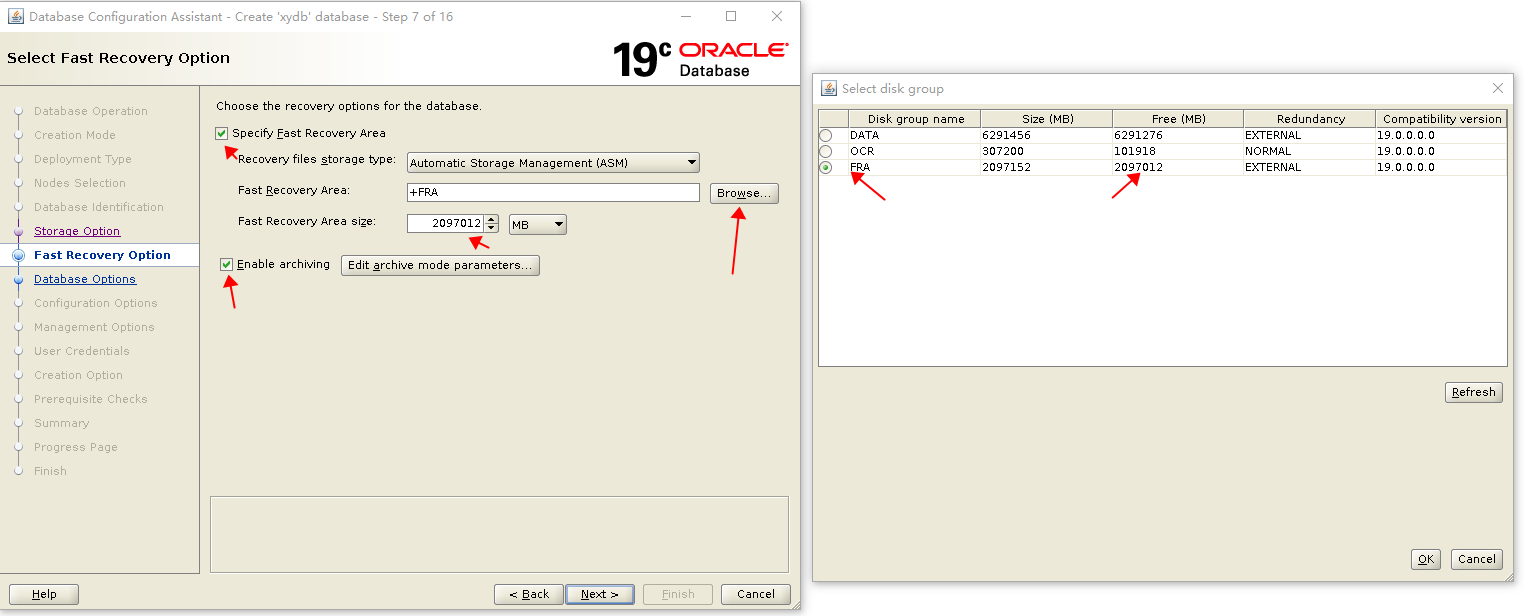 Database Configuration Assistant - Create 'xydb' database - Step 7 of 16
Select Fast Recovery Option
19c ORACLE Database
Database Operation
Creation Mode
Deployment Type
Nodes Selection
Database Identification
Storage Option
Fast Recovery Option
Database Options
Configuration Options
Management Options
User Credentials
Creation Option
Prerequisite Checks
Summary
Progress Page
Finish
Choose the recovery options for the database.
Specify Fast Recovery Area
Recovery files storage type: Automatic Storage Management (ASM)
Fast Recovery Area: +FRA Browse...
Fast Recovery Area size: 2097012 MB
Enable archiving Edit archive mode parameters...
Help < Back Next > Finish Cancel
Select disk group
Disk group name Size (MB) Free (MB) Redundancy Compatibility version
DATA 6291456 6291276 EXTERNAL 19.0.0.0.0
OCR 307200 101918 NORMAL 19.0.0.0.0
FRA 2097152 2097012 EXTERNAL 19.0.0.0.0
Refresh
OK Cancel